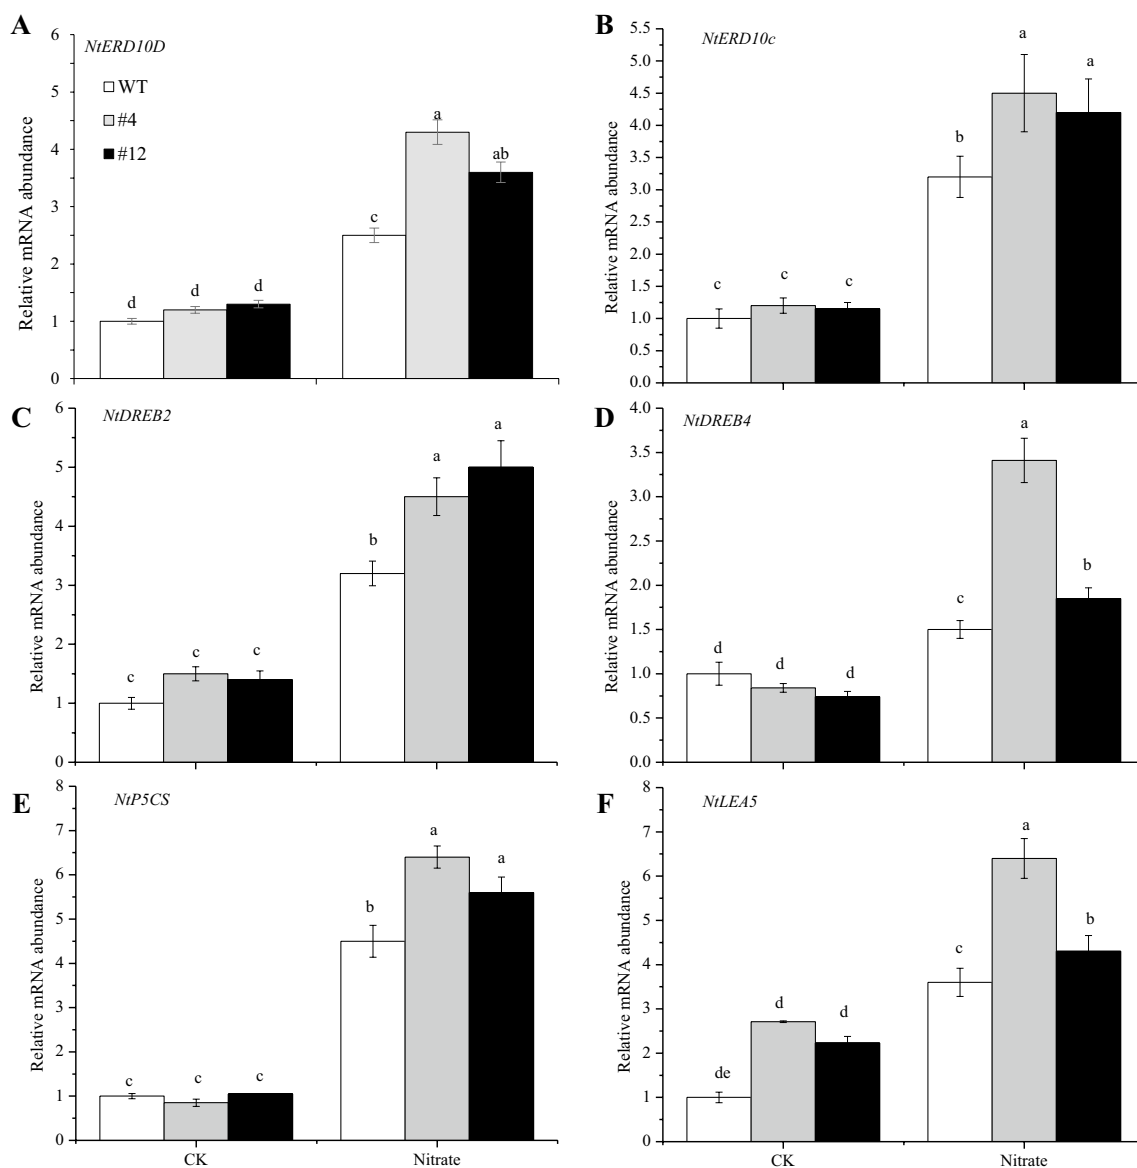 A
NtERD10D
WT
#4
#12
Relative mRNA abundance
6
5
4
3
2
1
0
d
d
d
c
a
ab
B
NtERD10c
Relative mRNA abundance
5.5
5.0
4.5
4.0
3.5
3.0
2.5
2.0
1.5
1.0
0.5
0.0
c
c
c
b
a
a
C
NtDREB2
Relative mRNA abundance
6
5
4
3
2
1
0
c
c
c
b
a
a
D
NtDREB4
Relative mRNA abundance
4.0
3.5
3.0
2.5
2.0
1.5
1.0
0.5
0.0
d
d
d
c
a
b
E
NtP5CS
Relative mRNA abundance
8
7
6
5
4
3
2
1
0
c
c
c
b
a
a
CK
Nitrate
F
NtLEA5
Relative mRNA abundance
8
7
6
5
4
3
2
1
0
de
d
d
c
a
b
CK
Nitrate